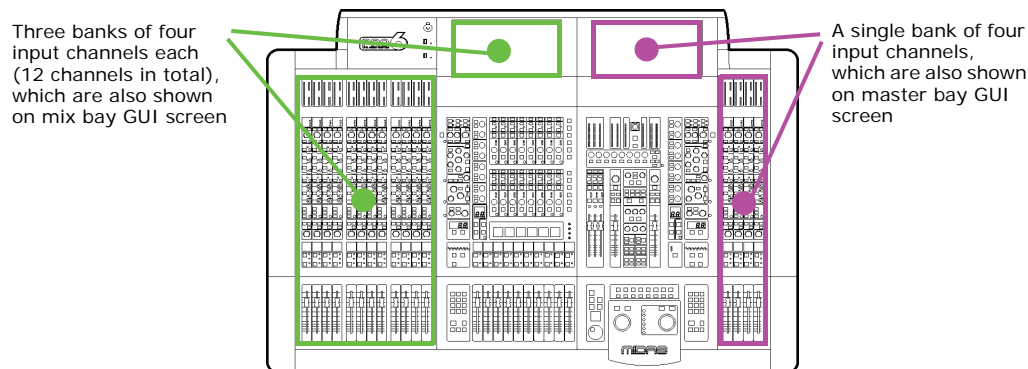 Three banks of four
input channels each
(12 channels in total),
which are also shown
on mix bay GUI screen
A single bank of four
input channels,
which are also shown
on master bay GUI
screen
MIDAS